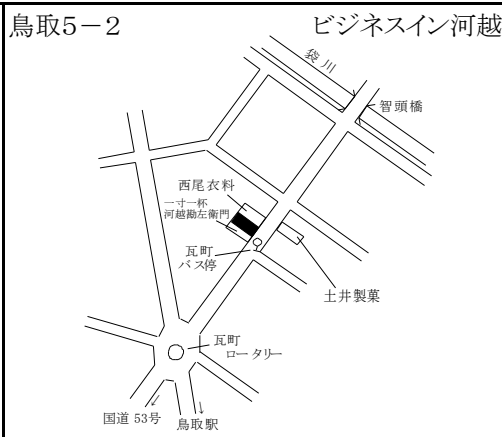 鳥取5－2
ビジネスイン河越
袋川
智頭橋
西尾衣料
一寸一杯
河越勘左衛門
瓦町
バス停
土井製菓
瓦町
ロータリー
国道53号
鳥取駅